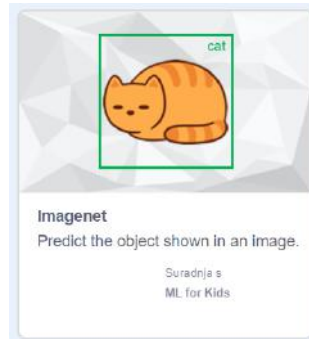 cat
Imagenet
Predict the object shown in an image.
Suradnja s
ML for Kids